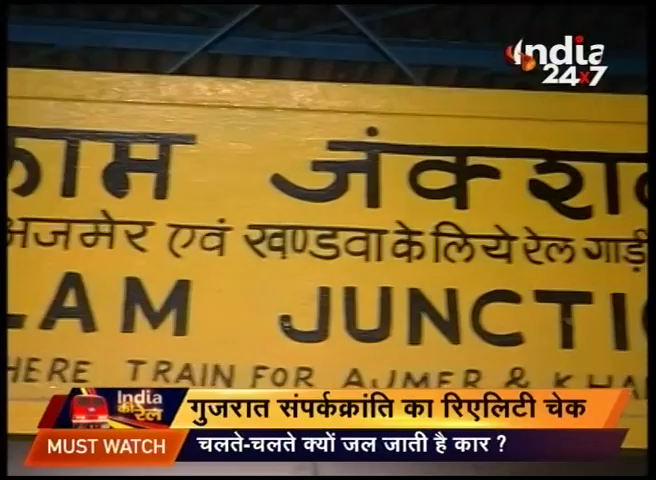 India
24x7
जंक्शन
अजमेर एवं खण्डवा के लिये रेल गाड़ी
LAM JUNCTIO
HERE TRAIN FOR AJMER & KHA
India
की रेल
गुजरात संपर्कक्रांति का रिएलिटी चेक
MUST WATCH
चलते-चलते क्यों जल जाती है कार ?